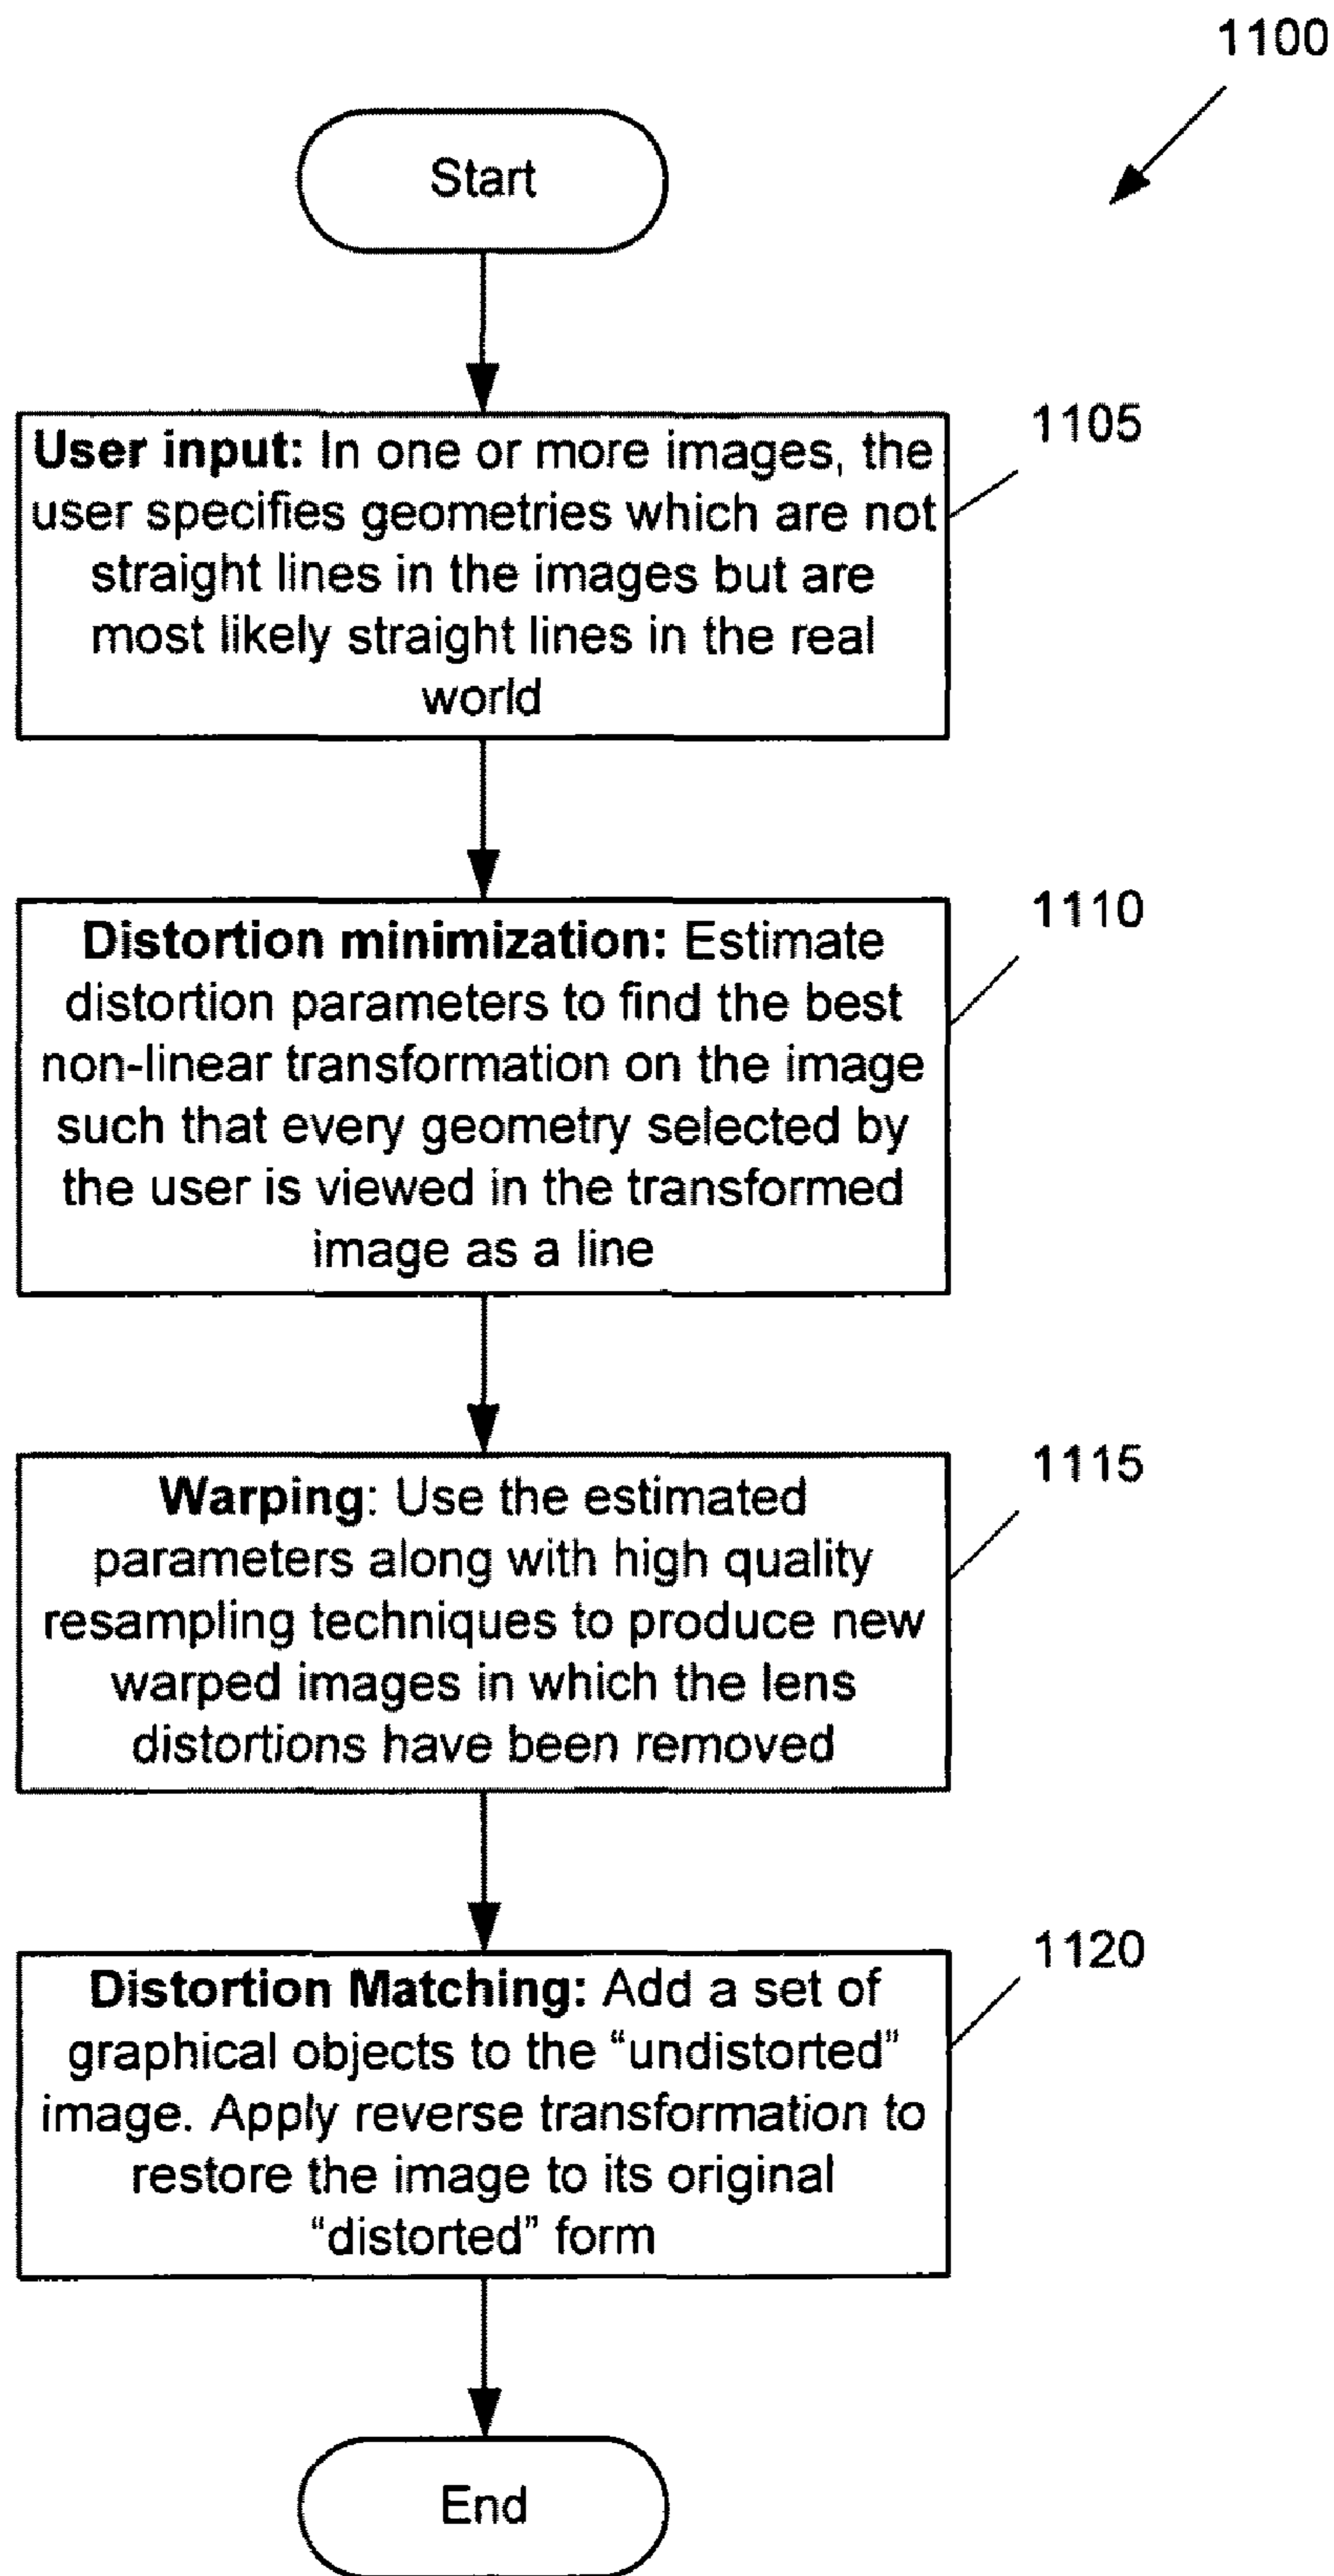 1100
Start
User input: In one or more images, the
user specifies geometries which are not
straight lines in the images but are
most likely straight lines in the real
world
1105
Distortion minimization: Estimate
distortion parameters to find the best
non-linear transformation on the image
such that every geometry selected by
the user is viewed in the transformed
image as a line
1110
Warping: Use the estimated
parameters along with high quality
resampling techniques to produce new
warped images in which the lens
distortions have been removed
1115
Distortion Matching: Add a set of
graphical objects to the “undistorted”
image. Apply reverse transformation to
restore the image to its original
“distorted” form
1120
End